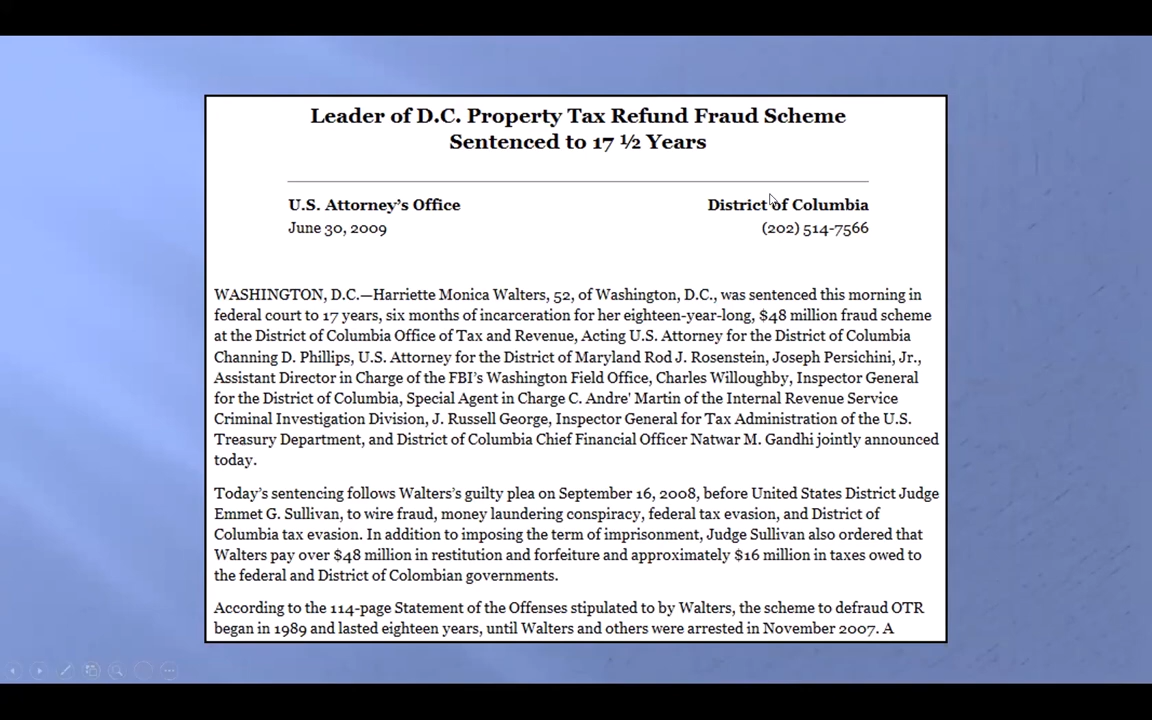 Leader of D.C. Property Tax Refund Fraud Scheme
Sentenced to 17 ½ Years
U.S. Attorney’s Office
District of Columbia
June 30, 2009
(202) 514-7566
WASHINGTON, D.C.—Harriette Monica Walters, 52, of Washington, D.C., was sentenced this morning in
federal court to 17 years, six months of incarceration for her eighteen-year-long, $48 million fraud scheme
at the District of Columbia Office of Tax and Revenue, Acting U.S. Attorney for the District of Columbia
Channing D. Phillips, U.S. Attorney for the District of Maryland Rod J. Rosenstein, Joseph Persichini, Jr.,
Assistant Director in Charge of the FBI’s Washington Field Office, Charles Willoughby, Inspector General
for the District of Columbia, Special Agent in Charge C. Andre' Martin of the Internal Revenue Service
Criminal Investigation Division, J. Russell George, Inspector General for Tax Administration of the U.S.
Treasury Department, and District of Columbia Chief Financial Officer Natwar M. Gandhi jointly announced
today.
Today’s sentencing follows Walters’s guilty plea on September 16, 2008, before United States District Judge
Emmet G. Sullivan, to wire fraud, money laundering conspiracy, federal tax evasion, and District of
Columbia tax evasion. In addition to imposing the term of imprisonment, Judge Sullivan also ordered that
Walters pay over $48 million in restitution and forfeiture and approximately $16 million in taxes owed to
the federal and District of Colombian governments.
According to the 114-page Statement of the Offenses stipulated to by Walters, the scheme to defraud OTR
began in 1989 and lasted eighteen years, until Walters and others were arrested in November 2007. A